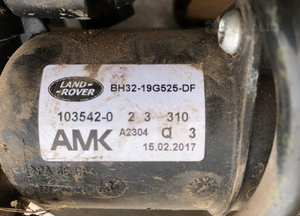 LAND-
ROVER
BH32-19G525-DF
103542-0 2 3 310
AMK A2304 a 3
15.02.2017